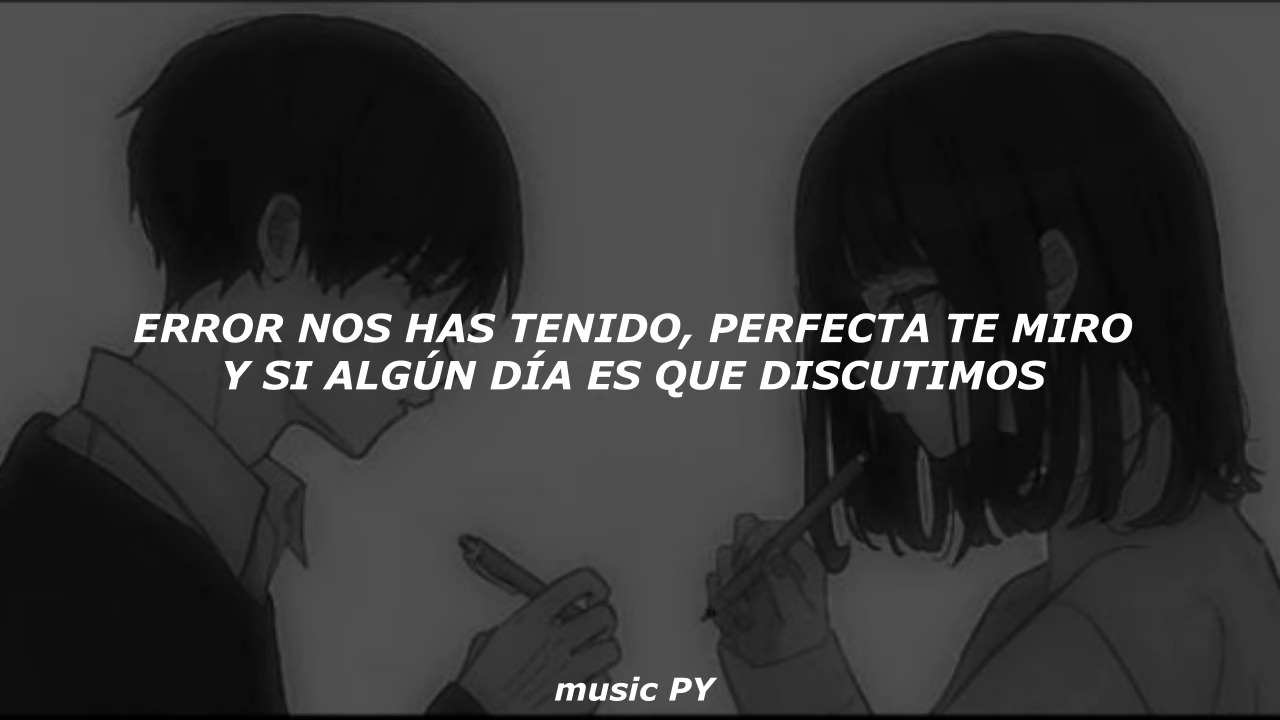 ERROR NOS HAS TENIDO, PERFECTA TE MIRO
Y SI ALGÚN DÍA ES QUE DISCUTIMOS
music PY